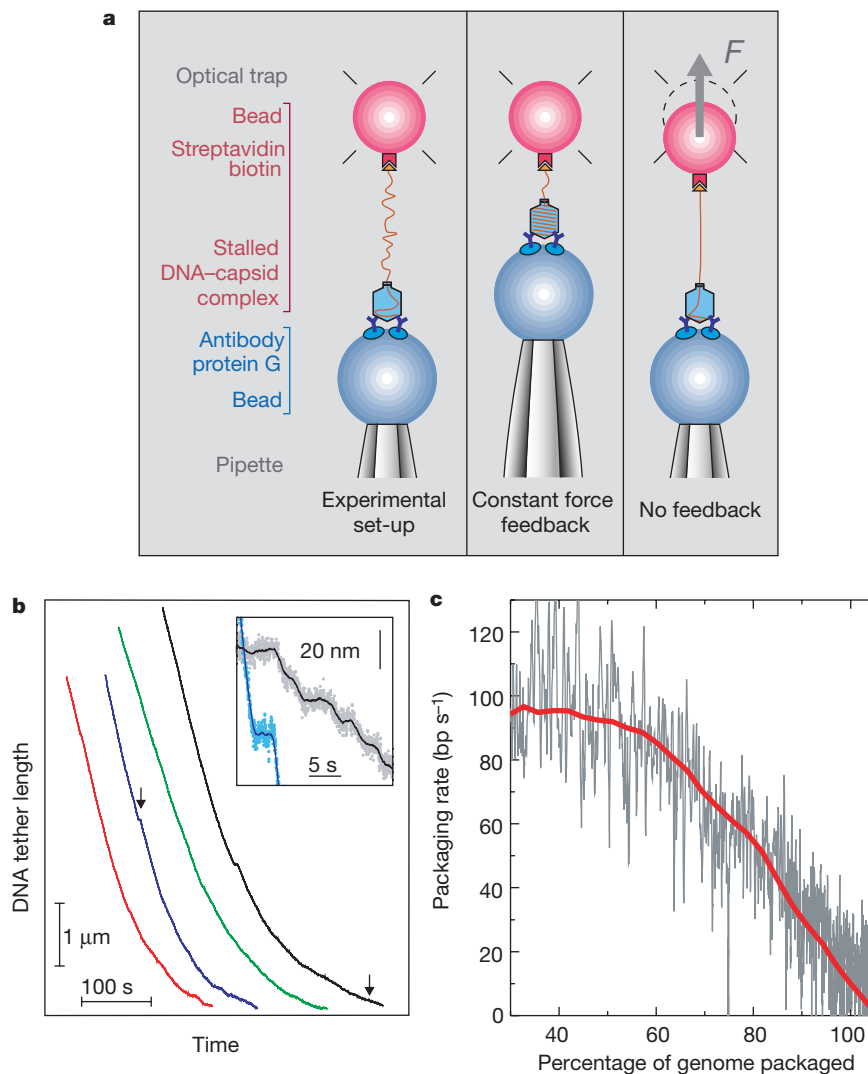 a
Optical trap
Bead
Streptavidin
biotin
Stalled
DNA–capsid
complex
Antibody
protein G
Bead
Pipette
F
Experimental
set-up
Constant force
feedback
No feedback
b
DNA tether length
1 μm
100 s
Time
20 nm
5 s
c
Packaging rate (bp s⁻¹)
120
100
80
60
40
20
0
40
60
80
100
Percentage of genome packaged